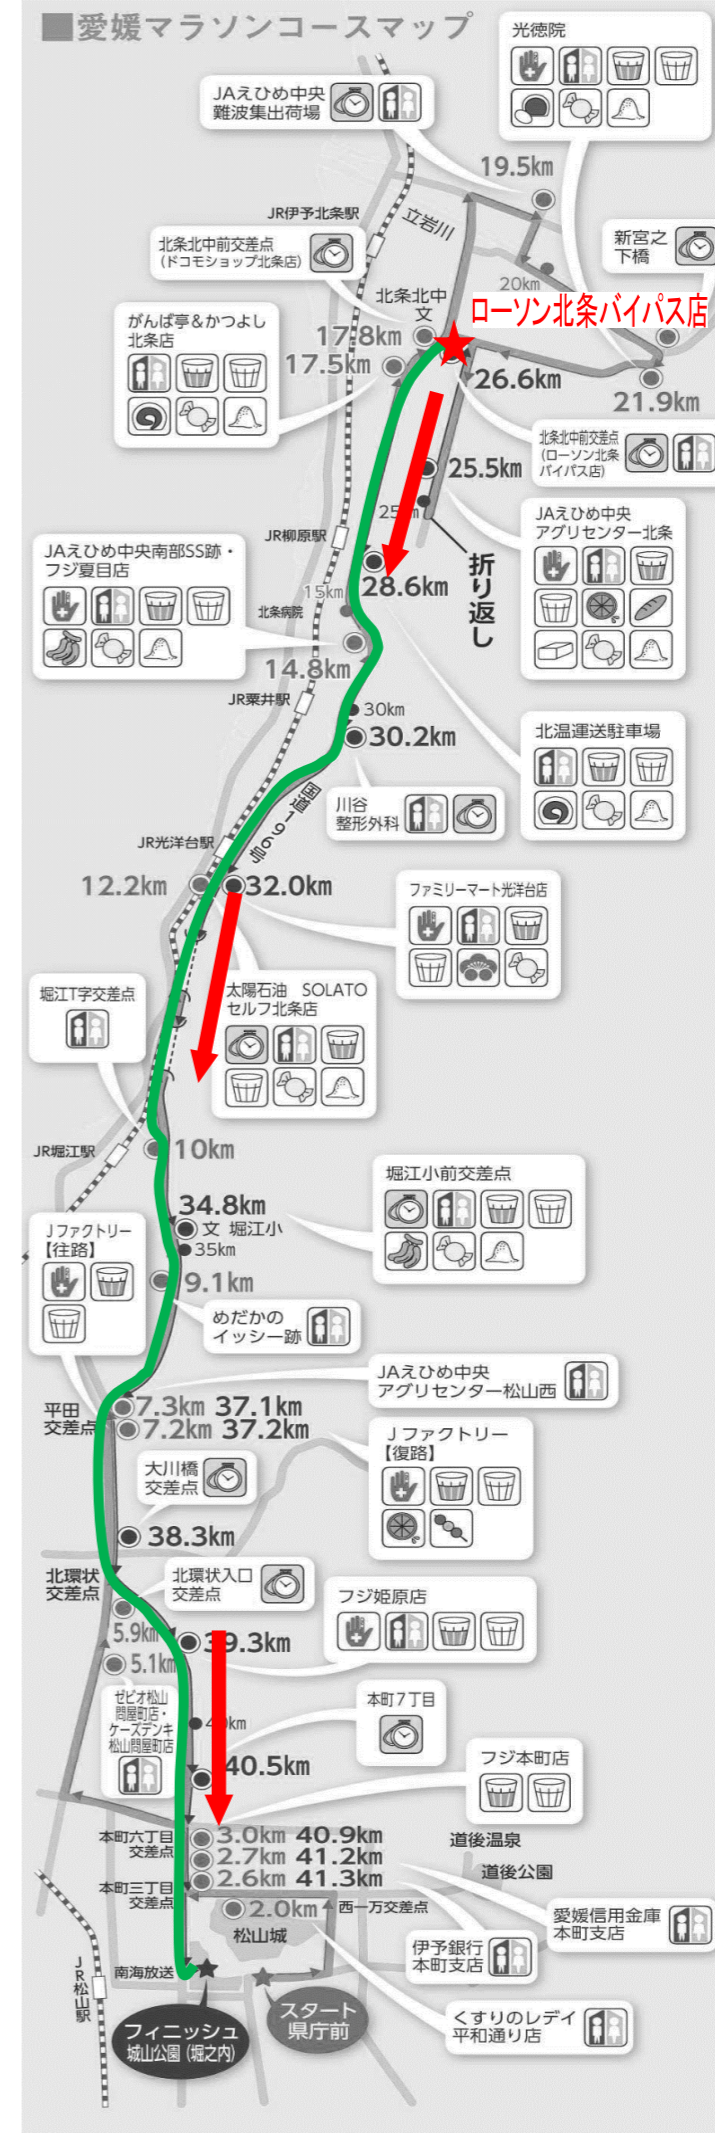 ■愛媛マラソンコースマップ
光徳院
JAえひめ中央
難波集出荷場
19.5km
JR伊予北条駅
立岩川
新宮之
下橋
北条北中前交差点
(ドコモショップ北条店)
20km
北条北中
文
ローソン北条バイパス店
がんば亭&かつよし
北条店
17.8km
17.5km
26.6km
21.9km
北条北中前交差点
(ローソン北条
バイパス店)
25.5km
JAえひめ中央
アグリセンター北条
JR柳原駅
折り返し
JAえひめ中央南部SS跡・
フジ夏目店
28.6km
15km
北条病院
14.8km
JR粟井駅
30km
30.2km
北温運送駐車場
川谷
整形外科
国道196号
JR光洋台駅
12.2km
32.0km
ファミリーマート光洋台店
堀江T字交差点
太陽石油 SOLATO
セルフ北条店
JR堀江駅
10km
堀江小前交差点
34.8km
文 堀江小
35km
Jファクトリー
【往路】
9.1km
めだかの
イッシー跡
JAえひめ中央
アグリセンター松山西
平田
交差点
7.3km 37.1km
7.2km 37.2km
Jファクトリー
【復路】
大川橋
交差点
38.3km
北環状
交差点
北環状入口
交差点
フジ姫原店
5.9km
39.3km
5.1km
ゼビオ松山
問屋町店・
ケーズデンキ
松山問屋町店
本町7丁目
40.5km
フジ本町店
本町六丁目
交差点
3.0km 40.9km
2.7km 41.2km
2.6km 41.3km
道後温泉
道後公園
本町三丁目
交差点
2.0km
西一万交差点
松山城
愛媛信用金庫
本町支店
伊予銀行
本町支店
JR松山駅
南海放送
フィニッシュ
城山公園(堀之内)
スタート
県庁前
くすりのレデイ
平和通り店